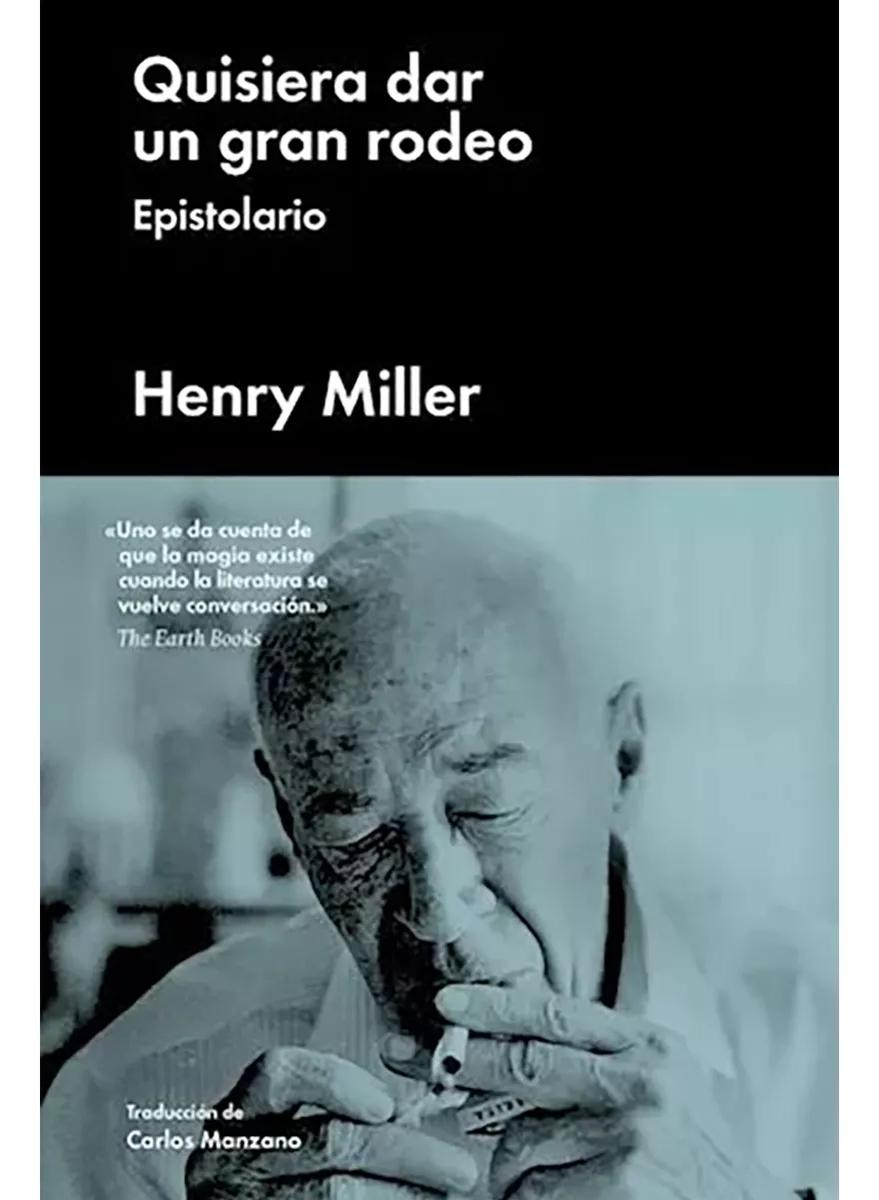 Quisiera dar
un gran rodeo
Epistolario
Henry Miller
«Uno se da cuenta de
que la magia existe
cuando la literatura se
vuelve conversación.»
The Earth Books
Traducción de
Carlos Manzano